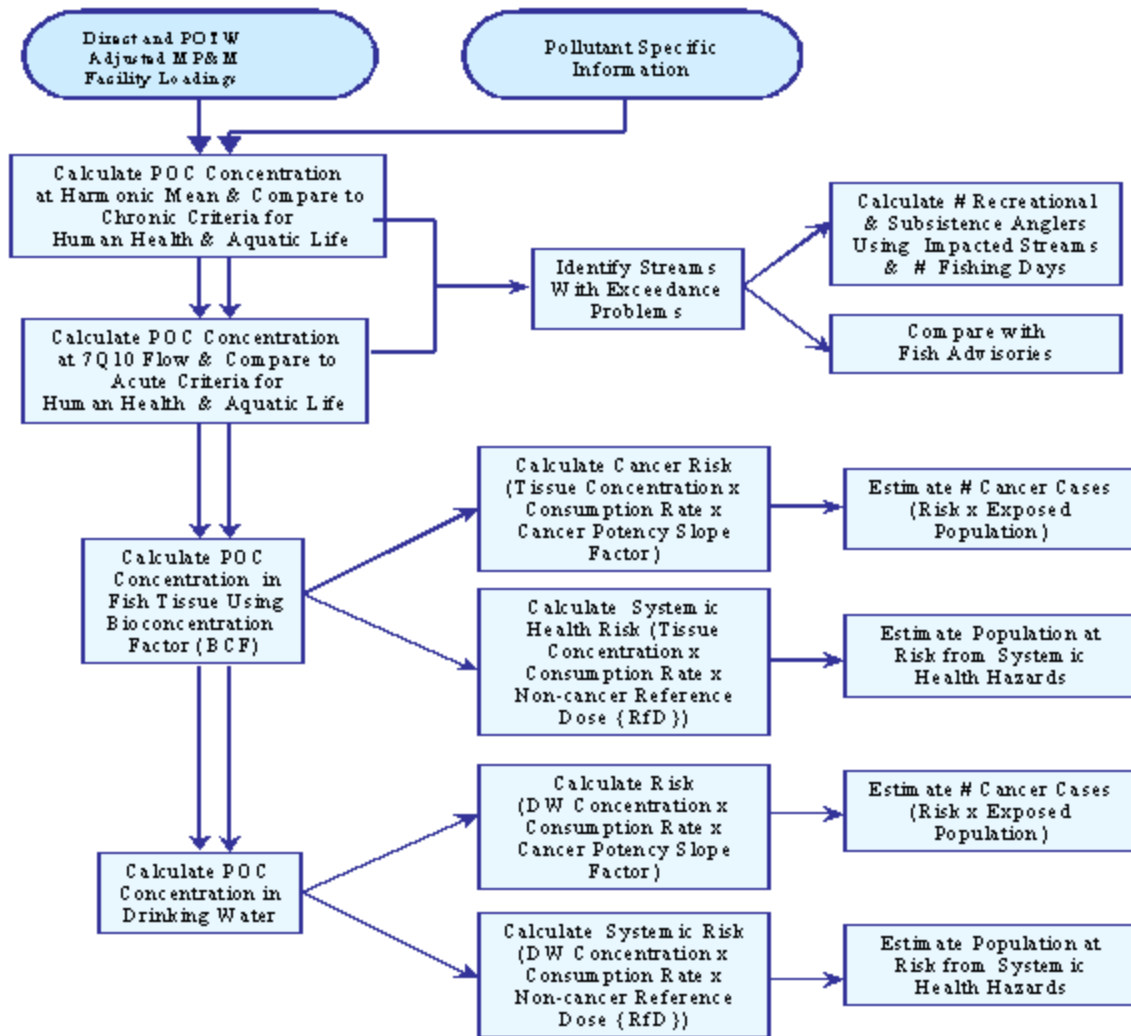 Direct and POTW
Adjusted MP&M
Facility Loadings
Pollutant Specific
Information
Calculate POC Concentration
at Harmonic Mean & Compare to
Chronic Criteria for
Human Health & Aquatic Life
Calculate # Recreational
& Subsistence Anglers
Using Impacted Streams
& # Fishing Days
Identify Streams
With Exceedance
Problems
Compare with
Fish Advisories
Calculate POC Concentration
at 7Q10 Flow & Compare to
Acute Criteria for
Human Health & Aquatic Life
Calculate Cancer Risk
(Tissue Concentration x
Consumption Rate x
Cancer Potency Slope
Factor)
Estimate # Cancer Cases
(Risk x Exposed
Population)
Calculate POC
Concentration in
Fish Tissue Using
Bioconcentration
Factor (BCF)
Calculate Systemic
Health Risk (Tissue
Concentration x
Consumption Rate x
Non-cancer Reference
Dose {RfD})
Estimate Population at
Risk from Systemic
Health Hazards
Calculate Risk
(DW Concentration x
Consumption Rate x
Cancer Potency Slope
Factor)
Estimate # Cancer Cases
(Risk x Exposed
Population)
Calculate POC
Concentration in
Drinking Water
Calculate Systemic Risk
(DW Concentration x
Consumption Rate x
Non-cancer Reference
Dose {RfD})
Estimate Population at
Risk from Systemic
Health Hazards